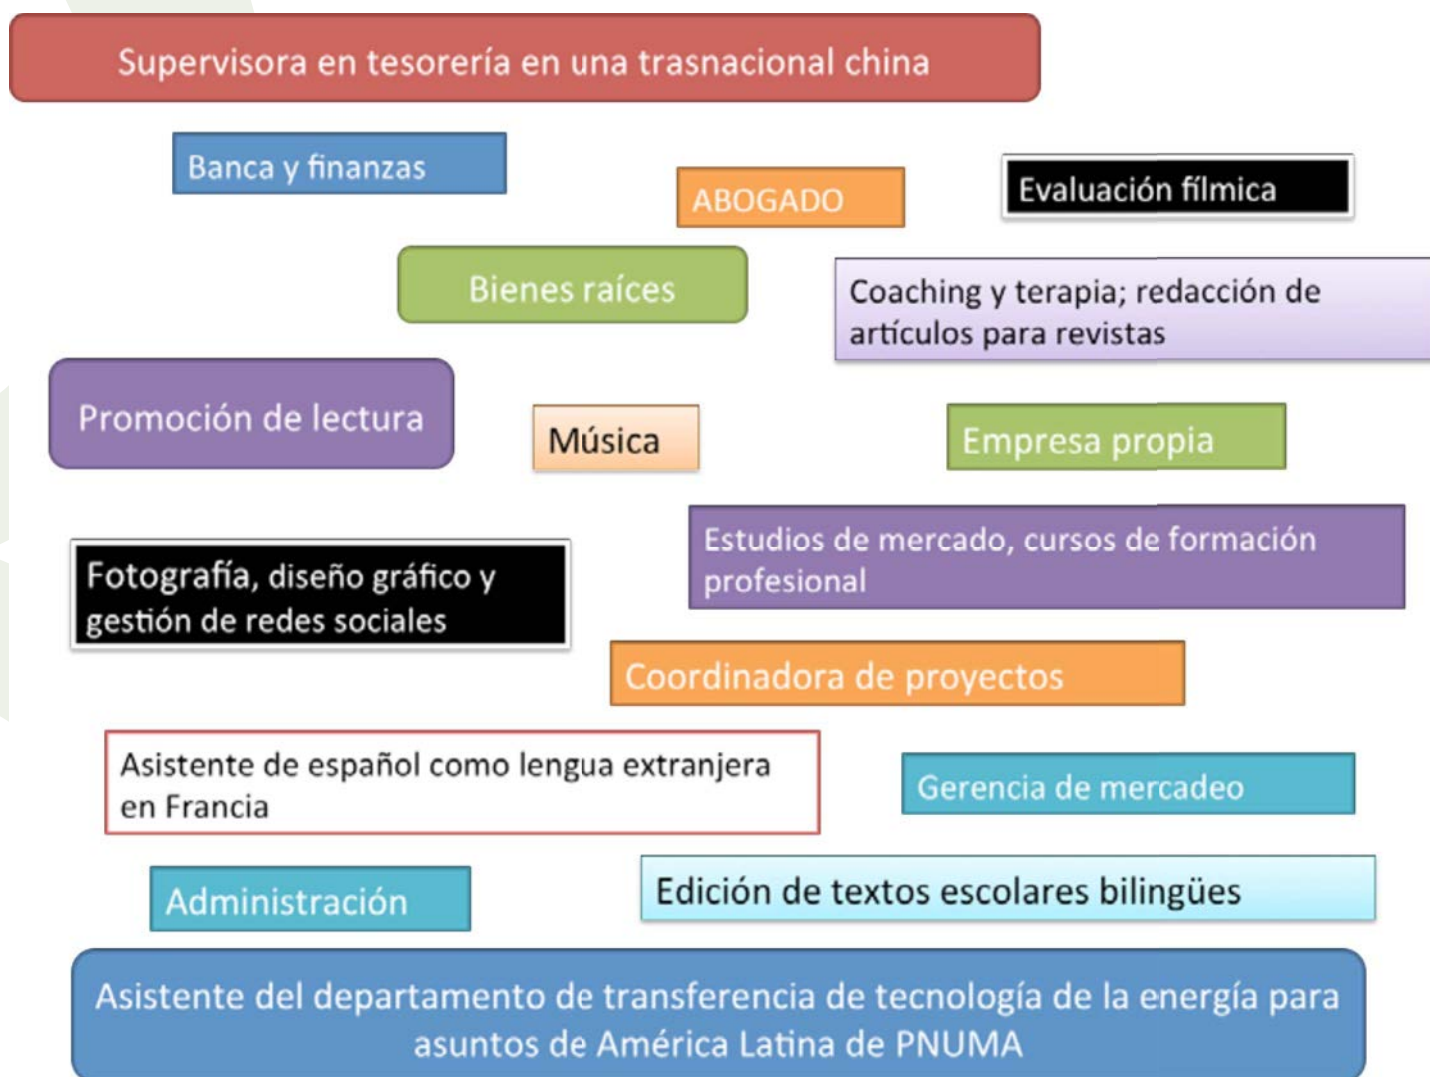 Supervisora en tesorería en una trasnacional china
Banca y finanzas
ABOGADO
Evaluación fílmica
Bienes raíces
Coaching y terapia; redacción de
artículos para revistas
Promoción de lectura
Música
Empresa propia
Estudios de mercado, cursos de formación
profesional
Fotografía, diseño gráfico y
gestión de redes sociales
Coordinadora de proyectos
Asistente de español como lengua extranjera
en Francia
Gerencia de mercadeo
Administración
Edición de textos escolares bilingües
Asistente del departamento de transferencia de tecnología de la energía para
asuntos de América Latina de PNUMA